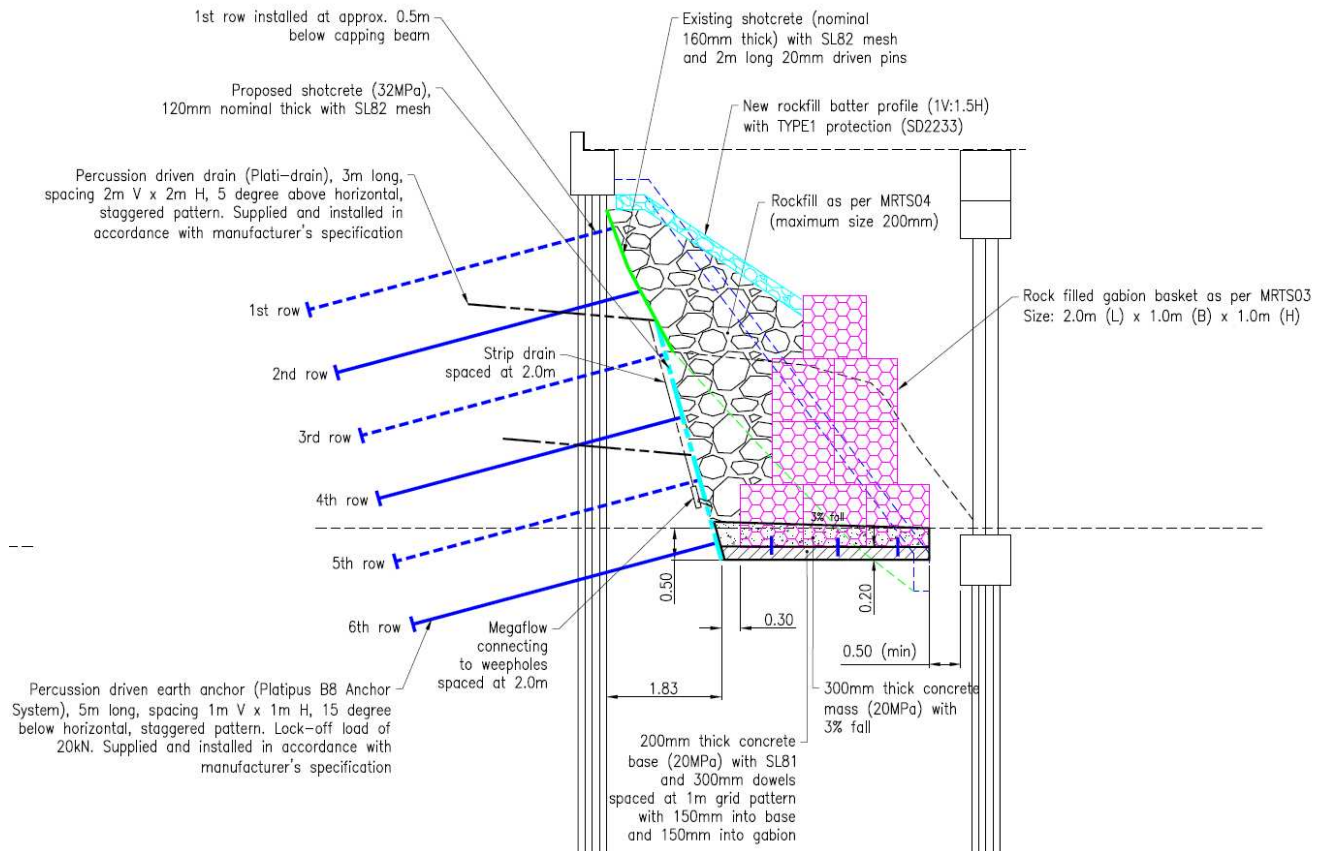 1st row installed at approx. 0.5m
below capping beam
Existing shotcrete (nominal
160mm thick) with SL82 mesh
and 2m long 20mm driven pins
Proposed shotcrete (32MPa),
120mm nominal thick with SL82 mesh
New rockfill batter profile (1V:1.5H)
with TYPE1 protection (SD2233)
Percussion driven drain (Plati-drain), 3m long,
spacing 2m V x 2m H, 5 degree above horizontal,
staggered pattern. Supplied and installed in
accordance with manufacturer's specification
Rockfill as per MRTS04
(maximum size 200mm)
Rock filled gabion basket as per MRTS03
Size: 2.0m (L) x 1.0m (B) x 1.0m (H)
1st row
2nd row
Strip drain
spaced at 2.0m
3rd row
4th row
5th row
6th row
3% fall
0.50
0.20
0.30
0.50 (min)
1.83
Megaflow
connecting
to weepholes
spaced at 2.0m
Percussion driven earth anchor (Platipus B8 Anchor
System), 5m long, spacing 1m V x 1m H, 15 degree
below horizontal, staggered pattern. Lock-off load of
20kN. Supplied and installed in accordance with
manufacturer's specification
300mm thick concrete
mass (20MPa) with
3% fall
200mm thick concrete
base (20MPa) with SL81
and 300mm dowels
spaced at 1m grid pattern
with 150mm into base
and 150mm into gabion